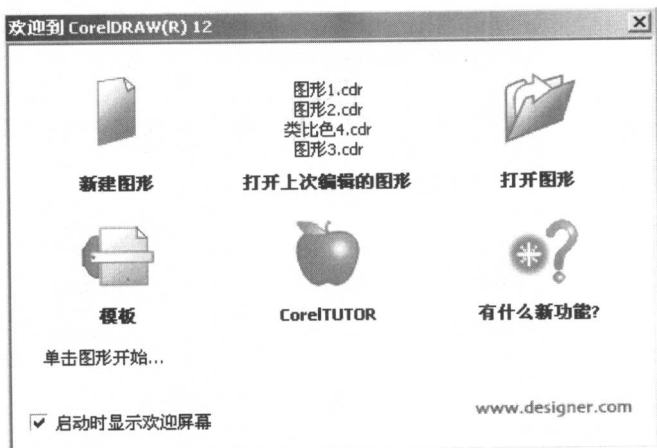 欢迎到 CorelDRAW(R) 12
图形1.cdr
图形2.cdr
类比色4.cdr
图形3.cdr
新建图形
打开上次编辑的图形
打开图形
模板
CorelTUTOR
有什么新功能?
单击图形开始...
启动时显示欢迎屏幕
www.designer.com